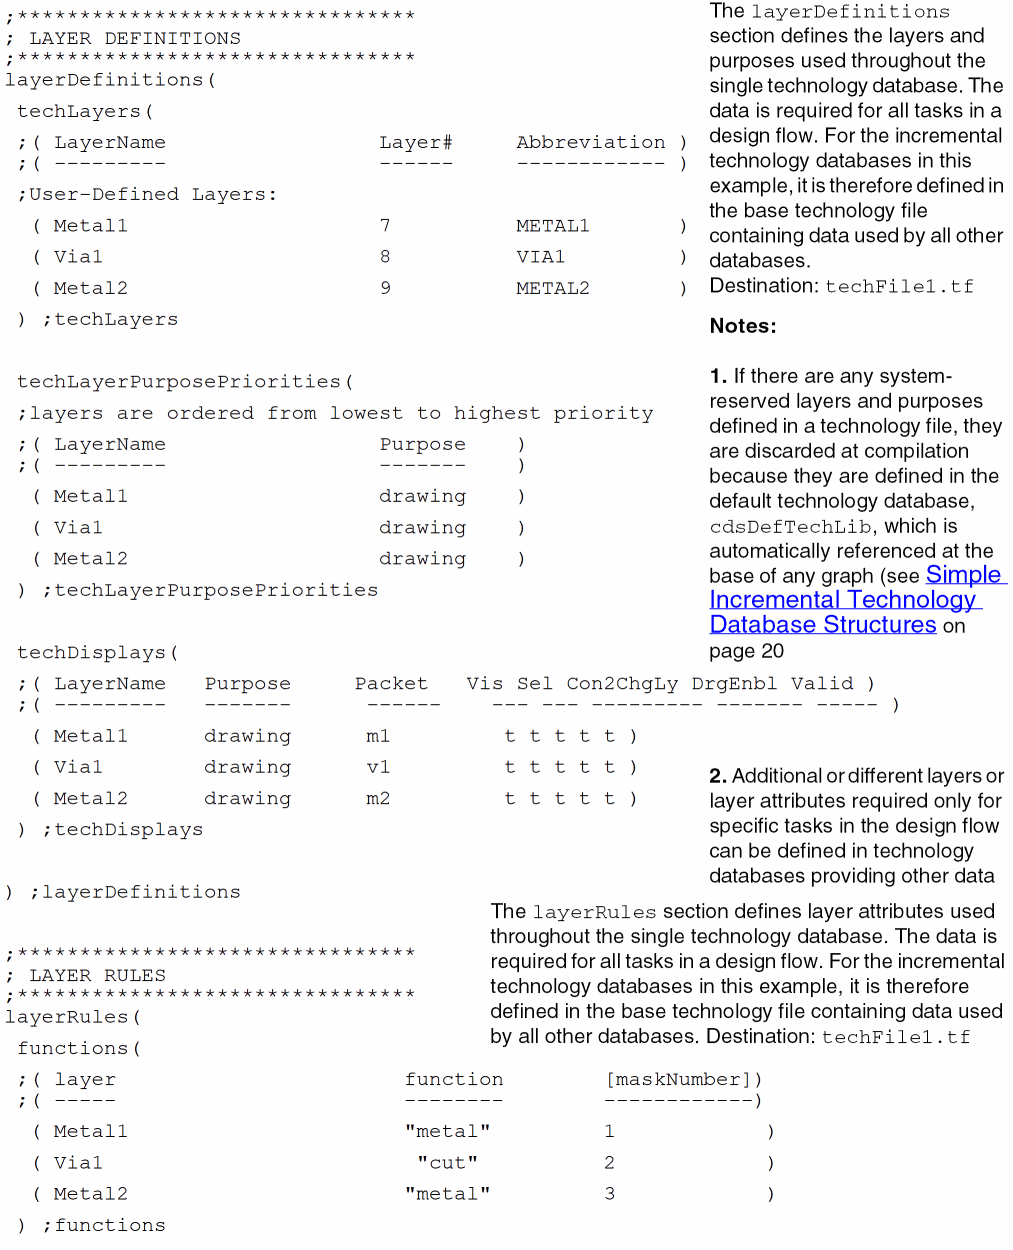 ;********************************
; LAYER DEFINITIONS
;********************************
layerDefinitions(
techLayers(
;( LayerName Layer# Abbreviation )
;( --------- ------ ------------ )
;User-Defined Layers:
( Metal1 7 METAL1 )
( Via1 8 VIA1 )
( Metal2 9 METAL2 )
) ;techLayers
techLayerPurposePriorities(
;layers are ordered from lowest to highest priority
;( LayerName Purpose )
;( --------- ------- )
( Metal1 drawing )
( Via1 drawing )
( Metal2 drawing )
) ;techLayerPurposePriorities
techDisplays(
;( LayerName Purpose Packet Vis Sel Con2ChgLy DrgEnbl Valid )
;( --------- ------- ------ --- --- --------- ------- ----- )
( Metal1 drawing m1 t t t t t )
( Via1 drawing v1 t t t t t )
( Metal2 drawing m2 t t t t t )
) ;techDisplays
) ;layerDefinitions
The layerDefinitions
section defines the layers and
purposes used throughout the
single technology database. The
data is required for all tasks in a
design flow. For the incremental
technology databases in this
example, it is therefore defined in
the base technology file
containing data used by all other
databases.
Destination: techFile1.tf
Notes:
1. If there are any system-
reserved layers and purposes
defined in a technology file, they
are discarded at compilation
because they are defined in the
default technology database,
cdsDefTechLib, which is
automatically referenced at the
base of any graph (see Simple
Incremental Technology
Database Structures on
page 20
2. Additional or different layers or
layer attributes required only for
specific tasks in the design flow
can be defined in technology
databases providing other data
;********************************
; LAYER RULES
;********************************
layerRules(
functions(
;( layer function [maskNumber])
;( ----- -------- ------------)
( Metal1 "metal" 1 )
( Via1 "cut" 2 )
( Metal2 "metal" 3 )
) ;functions
The layerRules section defines layer attributes used
throughout the single technology database. The data is
required for all tasks in a design flow. For the incremental
technology databases in this example, it is therefore
defined in the base technology file containing data used
by all other databases. Destination: techFile1.tf